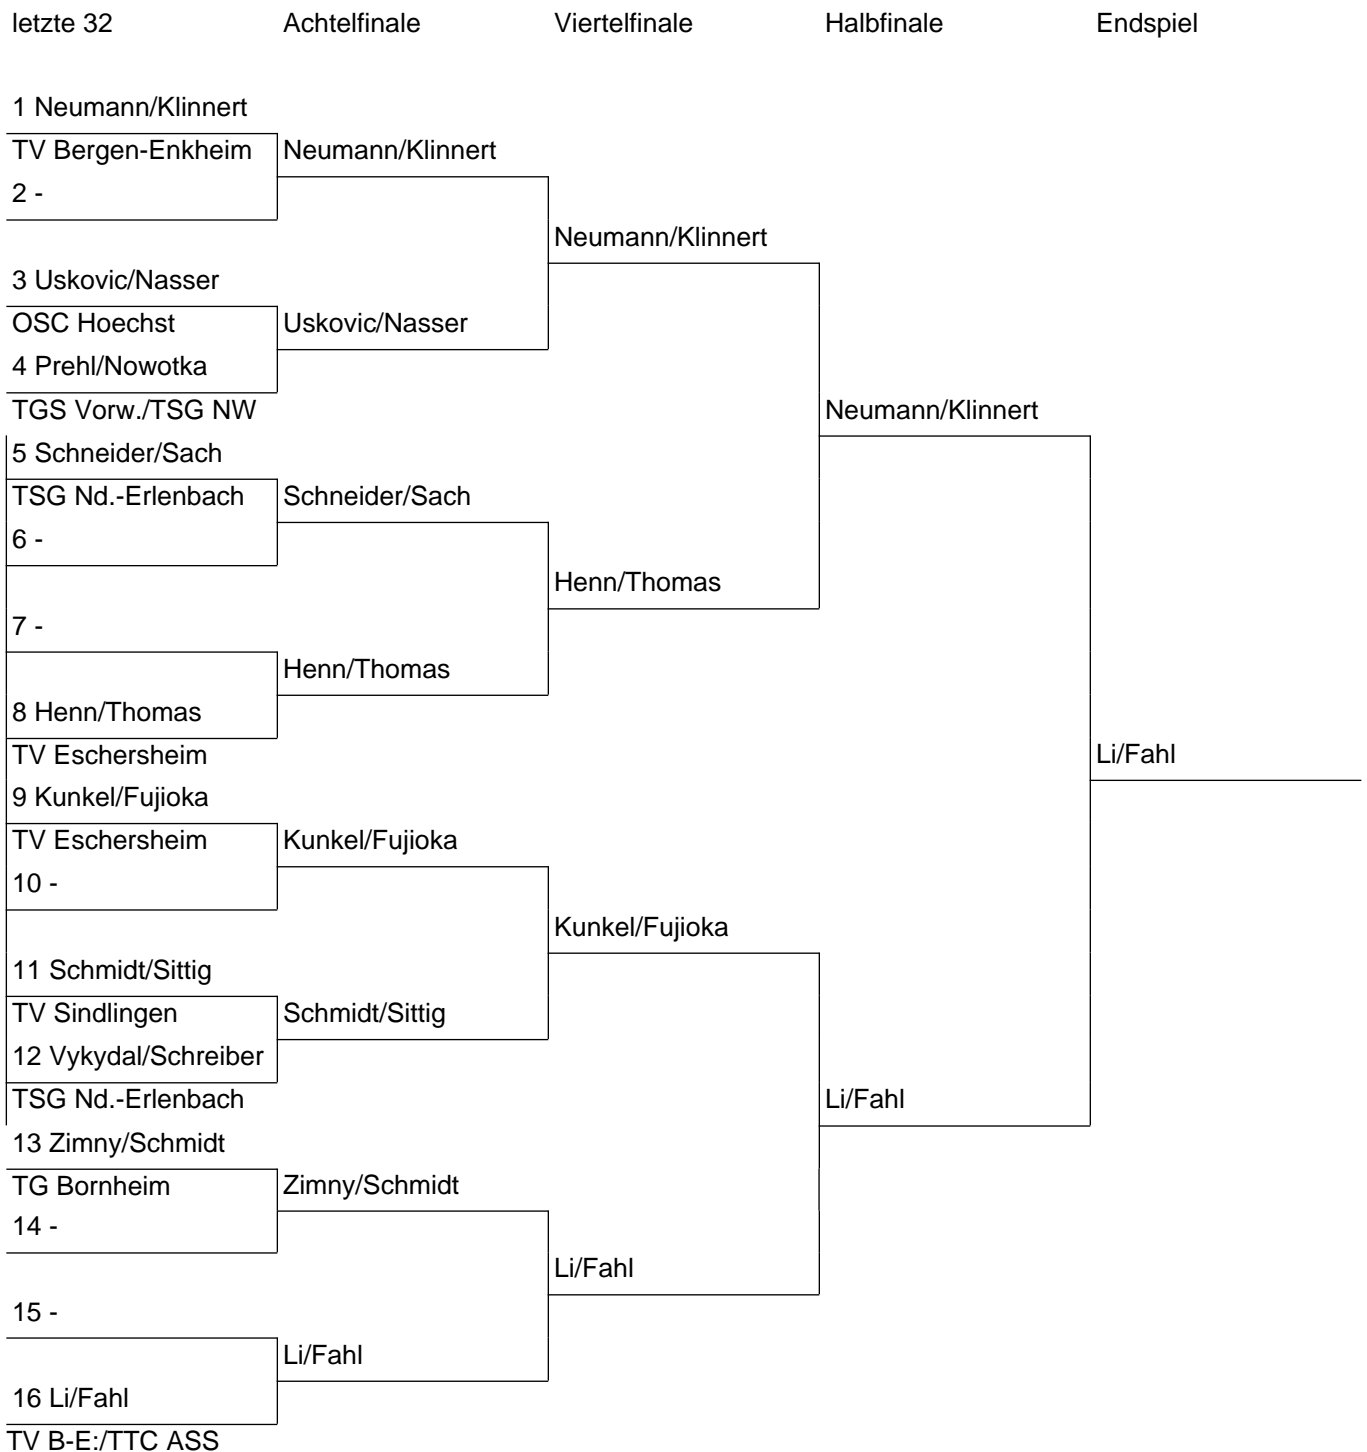 letzte 32 Achtelfinale Viertelfinale Halbfinale Endspiel
1 Neumann/Klinnert
TV Bergen-Enkheim Neumann/Klinnert
2 -
Neumann/Klinnert
3 Uskovic/Nasser
OSC Hoechst Uskovic/Nasser
4 Prehl/Nowotka
TGS Vorw./TSG NW Neumann/Klinnert
5 Schneider/Sach
TSG Nd.-Erlenbach Schneider/Sach
6 -
Henn/Thomas
7 -
Henn/Thomas
8 Henn/Thomas
TV Eschersheim Li/Fahl
9 Kunkel/Fujioka
TV Eschersheim Kunkel/Fujioka
10 -
Kunkel/Fujioka
11 Schmidt/Sittig
TV Sindlingen Schmidt/Sittig
12 Vykydal/Schreiber
TSG Nd.-Erlenbach Li/Fahl
13 Zimny/Schmidt
TG Bornheim Zimny/Schmidt
14 -
Li/Fahl
15 -
Li/Fahl
16 Li/Fahl
TV B-E:/TTC ASS